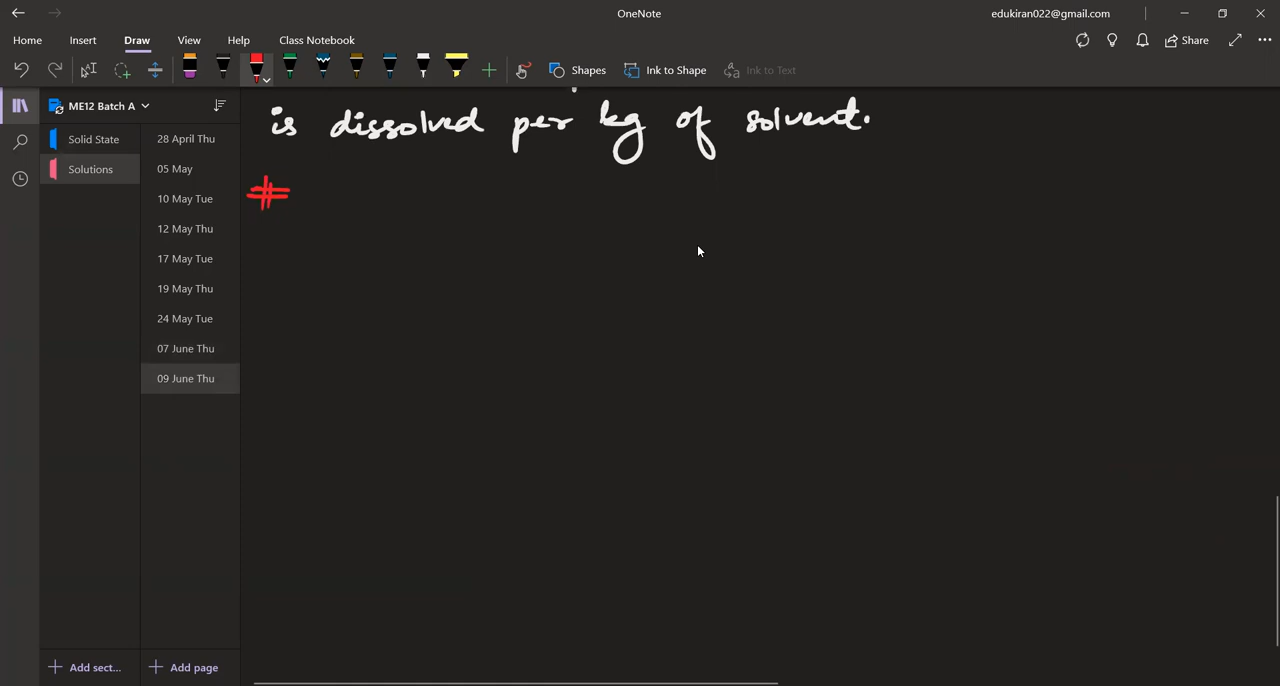 OneNote
edukiran022@gmail.com
Home
Insert
Draw
View
Help
Class Notebook
Share
Shapes
Ink to Shape
Ink to Text
ME12 Batch A
Solid State
Solutions
28 April Thu
05 May
10 May Tue
12 May Thu
17 May Tue
19 May Thu
24 May Tue
07 June Thu
09 June Thu
is dissolved per kg of solvent.
#
+ Add sect...
+ Add page